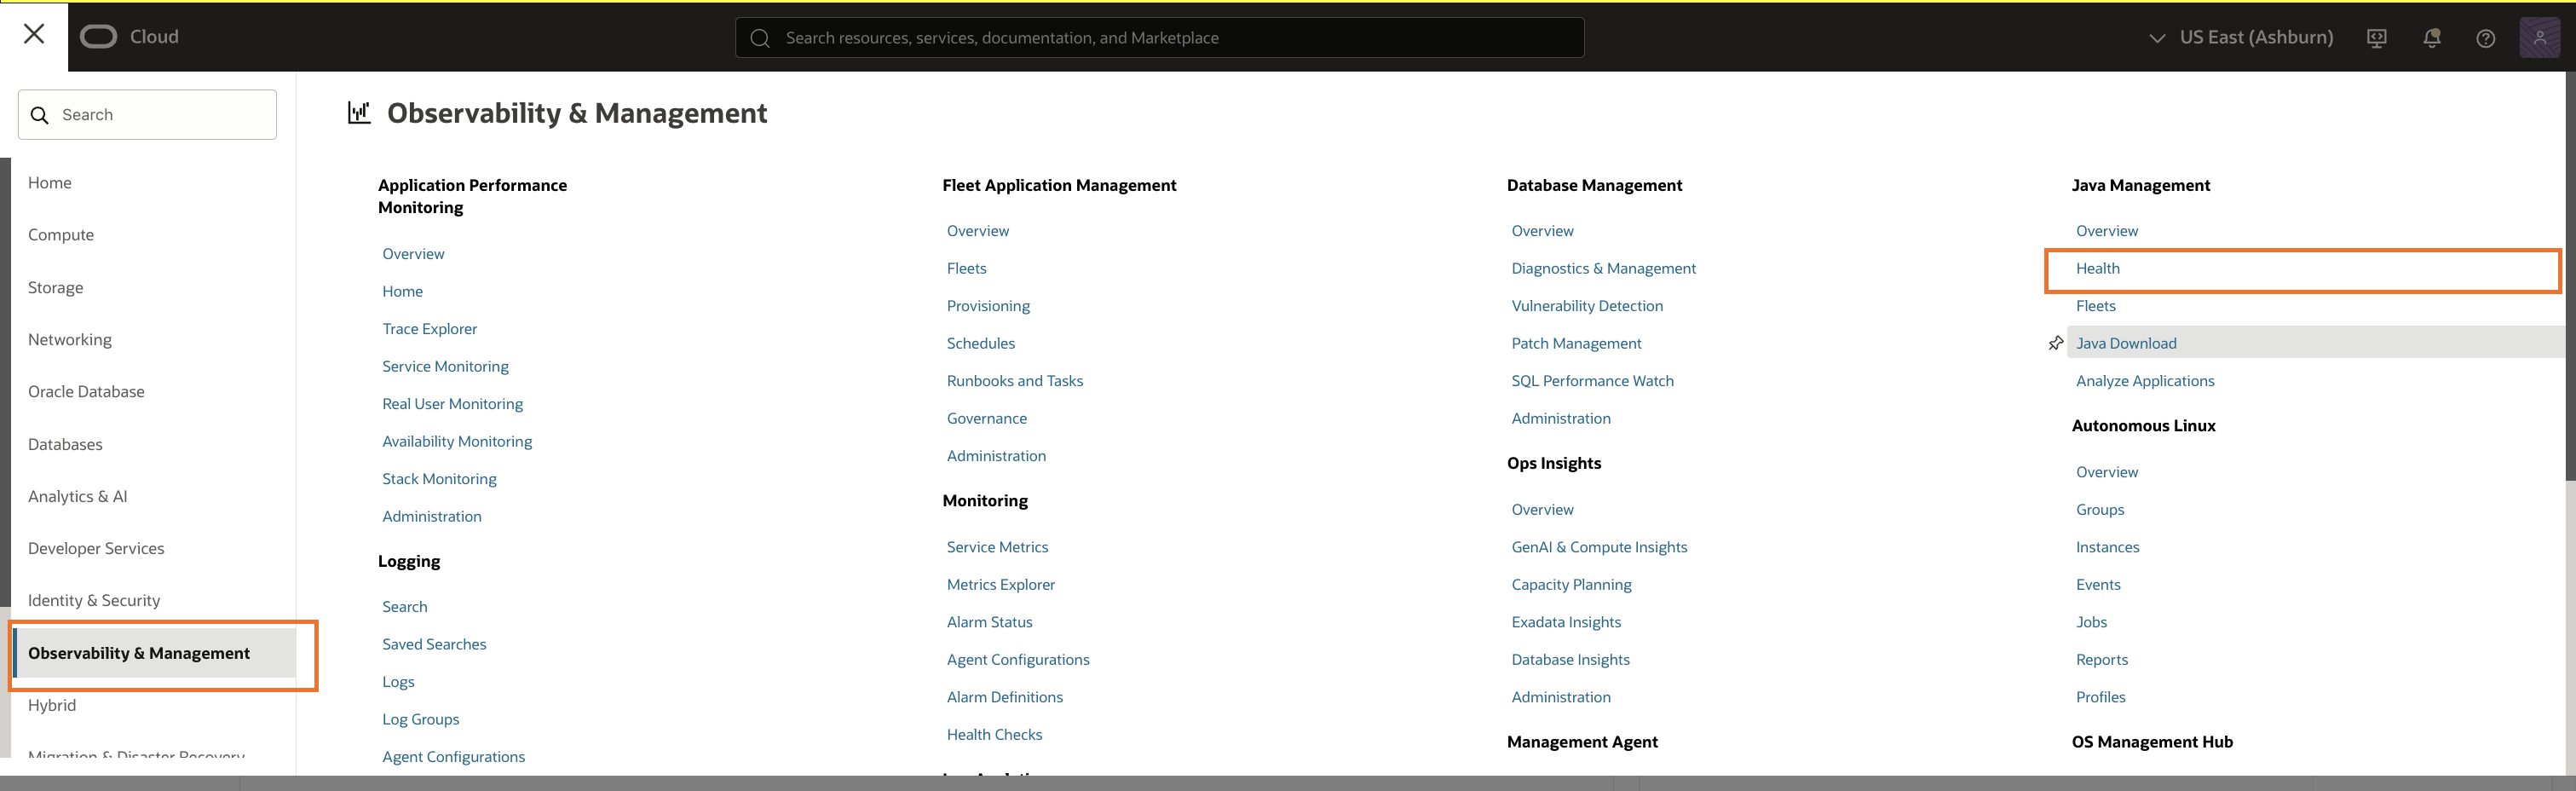 Cloud
Search resources, services, documentation, and Marketplace
US East (Ashburn)
Search
Home
Compute
Storage
Networking
Oracle Database
Databases
Analytics & AI
Developer Services
Identity & Security
Observability & Management
Hybrid
Migration & Disaster Recovery
Observability & Management
Application Performance
Monitoring
Overview
Home
Trace Explorer
Service Monitoring
Real User Monitoring
Availability Monitoring
Stack Monitoring
Administration
Logging
Search
Saved Searches
Logs
Log Groups
Agent Configurations
Fleet Application Management
Overview
Fleets
Provisioning
Schedules
Runbooks and Tasks
Governance
Administration
Monitoring
Service Metrics
Metrics Explorer
Alarm Status
Agent Configurations
Alarm Definitions
Health Checks
Database Management
Overview
Diagnostics & Management
Vulnerability Detection
Patch Management
SQL Performance Watch
Administration
Ops Insights
Overview
GenAI & Compute Insights
Capacity Planning
Exadata Insights
Database Insights
Administration
Management Agent
Java Management
Overview
Health
Fleets
Java Download
Analyze Applications
Autonomous Linux
Overview
Groups
Instances
Events
Jobs
Reports
Profiles
OS Management Hub